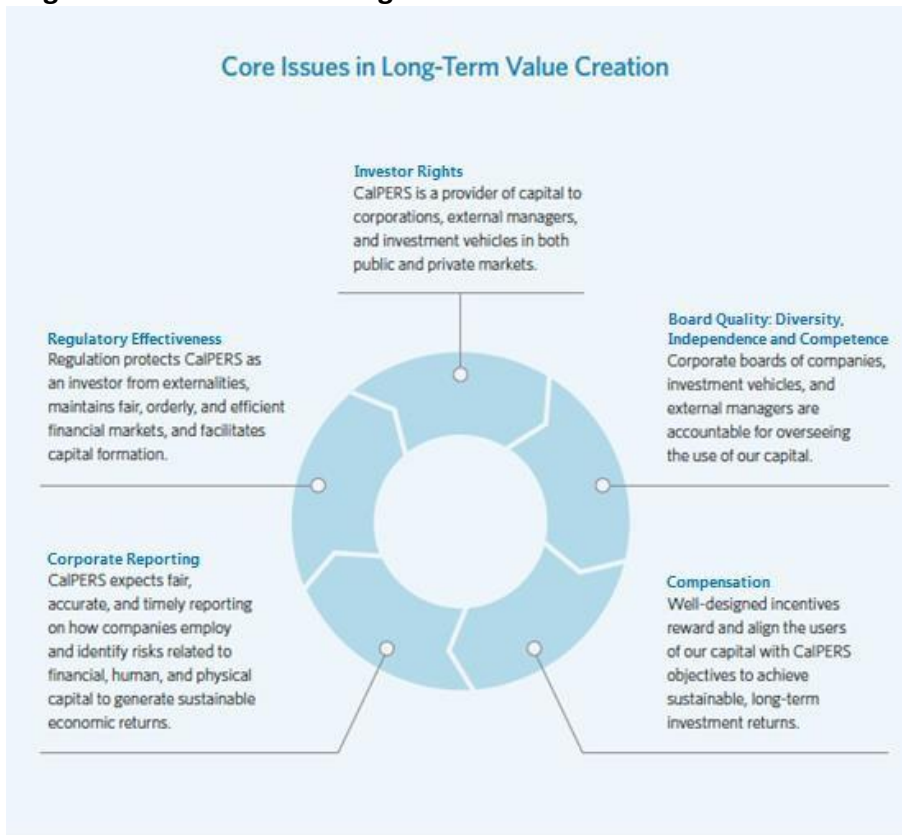 Core Issues in Long-Term Value Creation
Investor Rights
CalPERS is a provider of capital to
corporations, external managers,
and investment vehicles in both
public and private markets.
Board Quality: Diversity,
Independence and Competence
Corporate boards of companies,
investment vehicles, and
external managers are
accountable for overseeing
the use of our capital.
Compensation
Well-designed incentives
reward and align the users
of our capital with CalPERS
objectives to achieve
sustainable, long-term
investment returns.
Corporate Reporting
CalPERS expects fair,
accurate, and timely reporting
on how companies employ
and identify risks related to
financial, human, and physical
capital to generate sustainable
economic returns.
Regulatory Effectiveness
Regulation protects CalPERS as
an investor from externalities,
maintains fair, orderly, and efficient
financial markets, and facilitates
capital formation.